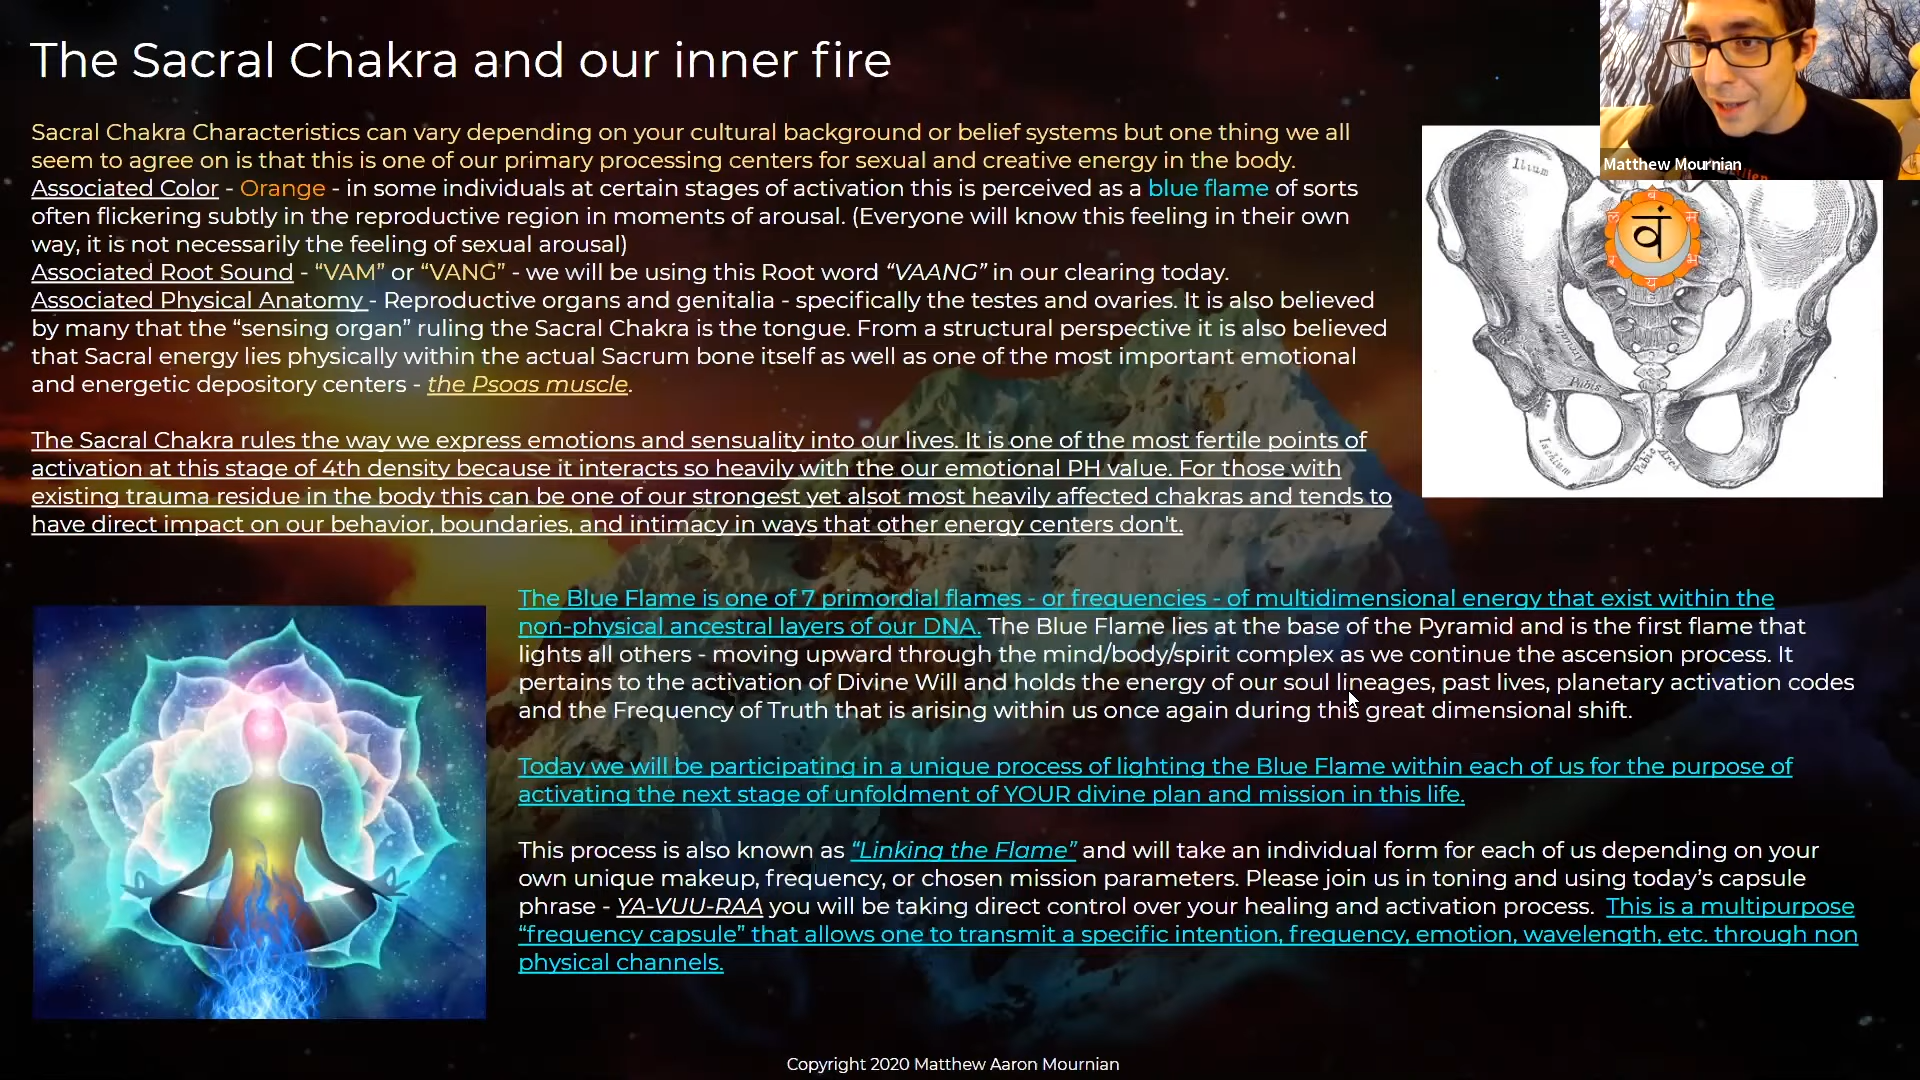 The Sacral Chakra and our inner fire
Matthew Mournian
Sacral Chakra Characteristics can vary depending on your cultural background or belief systems but one thing we all
seem to agree on is that this is one of our primary processing centers for sexual and creative energy in the body.
Associated Color - Orange - in some individuals at certain stages of activation this is perceived as a blue flame of sorts
often flickering subtly in the reproductive region in moments of arousal. (Everyone will know this feeling in their own
way, it is not necessarily the feeling of sexual arousal)
Associated Root Sound - “VAM” or “VANG” - we will be using this Root word “VAANG” in our clearing today.
Associated Physical Anatomy - Reproductive organs and genitalia - specifically the testes and ovaries. It is also believed
by many that the “sensing organ” ruling the Sacral Chakra is the tongue. From a structural perspective it is also believed
that Sacral energy lies physically within the actual Sacrum bone itself as well as one of the most important emotional
and energetic depository centers - the Psoas muscle.
The Sacral Chakra rules the way we express emotions and sensuality into our lives. It is one of the most fertile points of
activation at this stage of 4th density because it interacts so heavily with the our emotional PH value. For those with
existing trauma residue in the body this can be one of our strongest yet alsot most heavily affected chakras and tends to
have direct impact on our behavior, boundaries, and intimacy in ways that other energy centers don't.
Ilium
वं
Pubis
Ischium
Pubic Arch
The Blue Flame is one of 7 primordial flames - or frequencies - of multidimensional energy that exist within the
non-physical ancestral layers of our DNA. The Blue Flame lies at the base of the Pyramid and is the first flame that
lights all others - moving upward through the mind/body/spirit complex as we continue the ascension process. It
pertains to the activation of Divine Will and holds the energy of our soul lineages, past lives, planetary activation codes
and the Frequency of Truth that is arising within us once again during this great dimensional shift.
Today we will be participating in a unique process of lighting the Blue Flame within each of us for the purpose of
activating the next stage of unfoldment of YOUR divine plan and mission in this life.
This process is also known as “Linking the Flame” and will take an individual form for each of us depending on your
own unique makeup, frequency, or chosen mission parameters. Please join us in toning and using today’s capsule
phrase - YA-VUU-RAA you will be taking direct control over your healing and activation process. This is a multipurpose
“frequency capsule” that allows one to transmit a specific intention, frequency, emotion, wavelength, etc. through non
physical channels.
Copyright 2020 Matthew Aaron Mournian